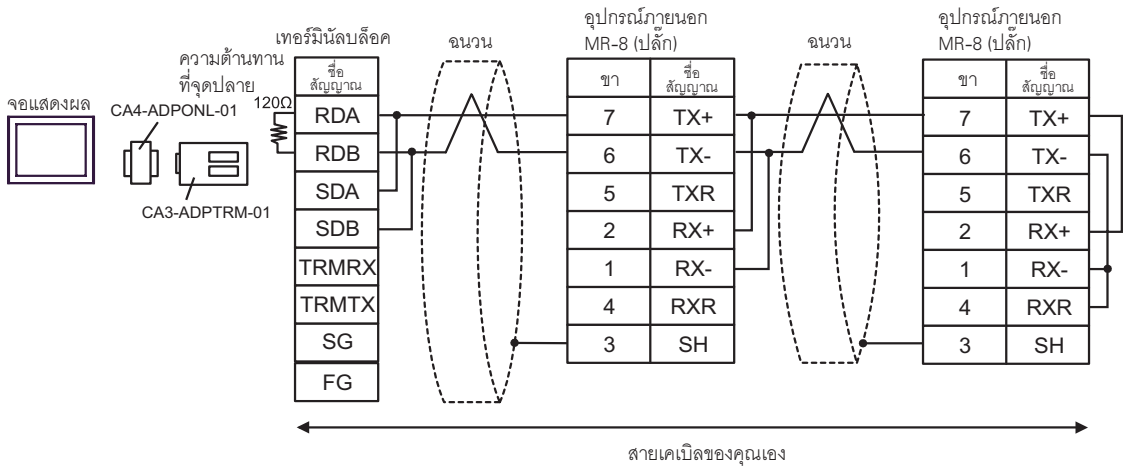 จอแสดงผล
CA4-ADPONL-01
CA3-ADPTRM-01
ความต้านทาน
ที่จุดปลาย
120Ω
เทอร์มินัลบล็อค
ชื่อ
สัญญาณ
RDA
RDB
SDA
SDB
TRMRX
TRMTX
SG
FG
ฉนวน
อุปกรณ์ภายนอก
MR-8 (ปลั๊ก)
ขา
ชื่อ
สัญญาณ
7 TX+
6 TX-
5 TXR
2 RX+
1 RX-
4 RXR
3 SH
ฉนวน
อุปกรณ์ภายนอก
MR-8 (ปลั๊ก)
ขา
ชื่อ
สัญญาณ
7 TX+
6 TX-
5 TXR
2 RX+
1 RX-
4 RXR
3 SH
สายเคเบิลของคุณเอง